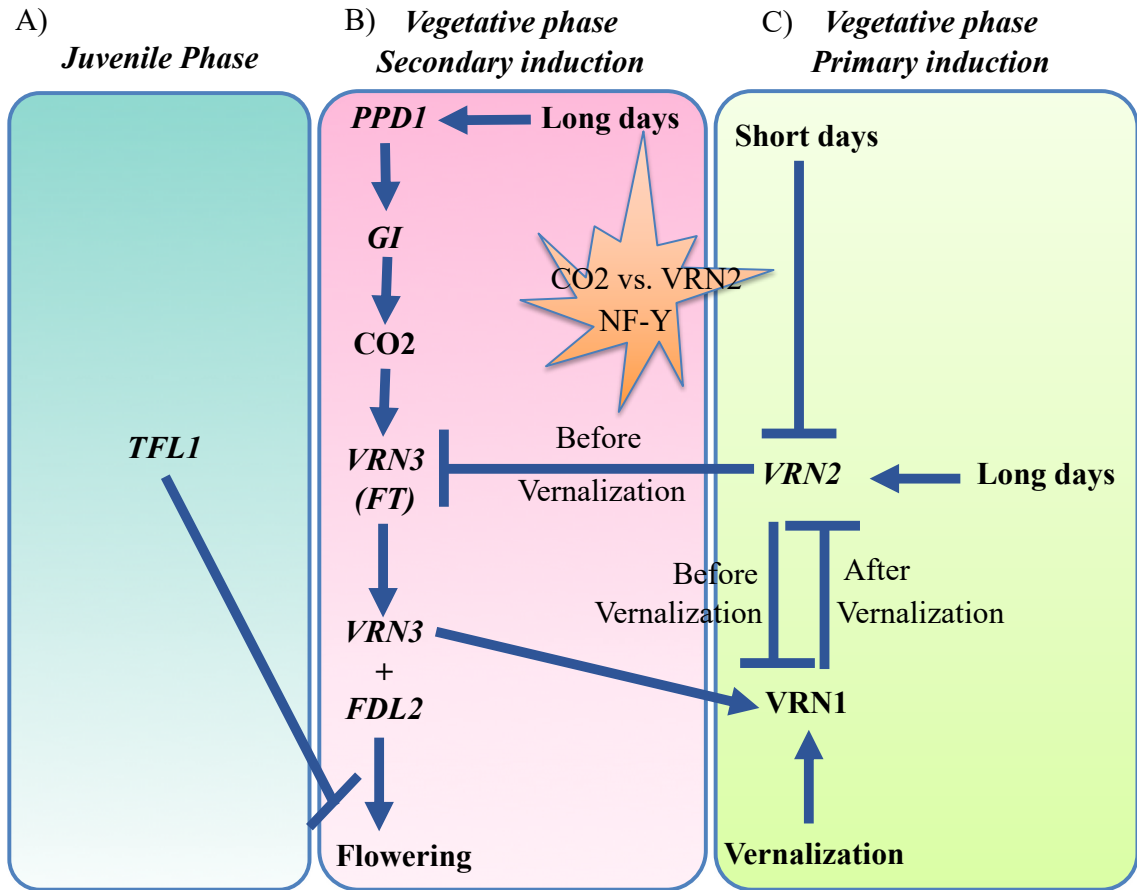 A)
Juvenile Phase
TFL1
B)
Vegetative phase
Secondary induction
PPD1
Long days
GI
CO2 vs. VRN2
NF-Y
CO2
VRN3
(FT)
Before
Vernalization
VRN3
+
FDL2
Flowering
C)
Vegetative phase
Primary induction
Short days
VRN2
Long days
Before
Vernalization
After
Vernalization
VRN1
Vernalization